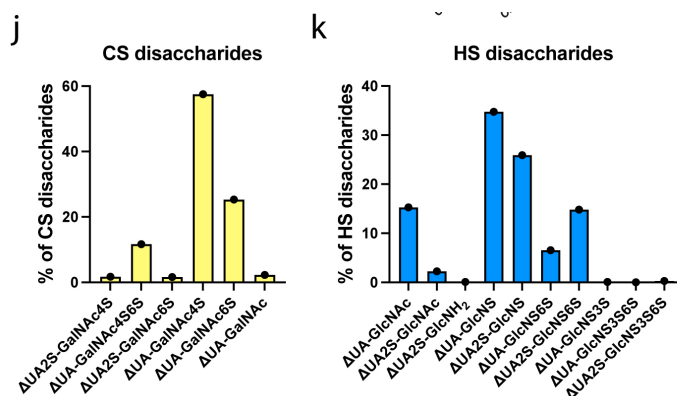 j
CS disaccharides
% of CS disaccharides
60
40
20
0
ΔUA2S-GalNAc4S
ΔUA-GalNAc4S6S
ΔUA2S-GalNAc6S
ΔUA-GalNAc4S
ΔUA-GalNAc6S
ΔUA-GalNAc
k
HS disaccharides
% of HS disaccharides
40
30
20
10
0
ΔUA-GlcNAc
ΔUA2S-GlcNAc
ΔUA2S-GlcNH₂
ΔUA-GlcNS
ΔUA2S-GlcNS
ΔUA-GlcNS6S
ΔUA2S-GlcNS6S
ΔUA-GlcNS3S
ΔUA-GlcNS3S6S
ΔUA2S-GlcNS3S6S